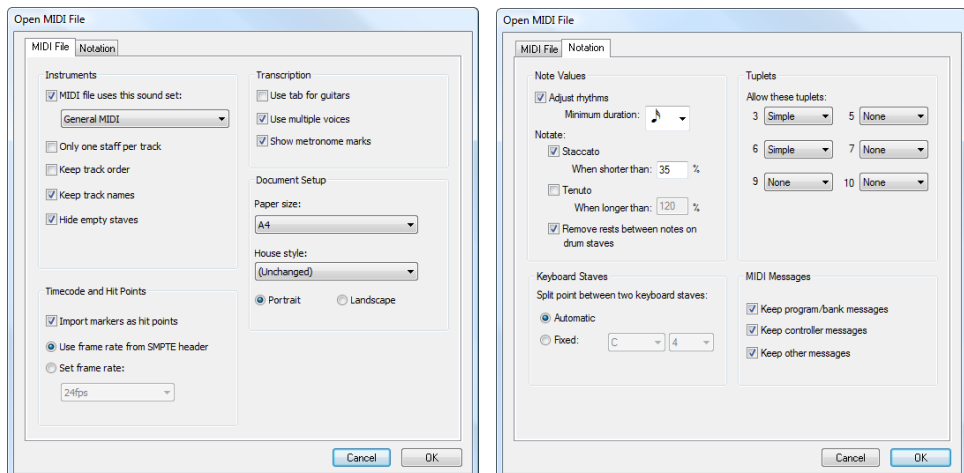 Open MIDI File
MIDI File Notation
Instruments
MIDI file uses this sound set:
General MIDI
Only one staff per track
Keep track order
Keep track names
Hide empty staves
Timecode and Hit Points
Import markers as hit points
Use frame rate from SMPTE header
Set frame rate:
24fps
Transcription
Use tab for guitars
Use multiple voices
Show metronome marks
Document Setup
Paper size:
A4
House style:
(Unchanged)
Portrait Landscape
Cancel OK
Open MIDI File
MIDI File Notation
Note Values
Adjust rhythms
Minimum duration:
Notate:
Staccato
When shorter than: 35 %
Tenuto
When longer than: 120 %
Remove rests between notes on
drum staves
Tuplets
Allow these tuplets:
3 Simple 5 None
6 Simple 7 None
9 None 10 None
Keyboard Staves
Split point between two keyboard staves:
Automatic
Fixed: C 4
MIDI Messages
Keep program/bank messages
Keep controller messages
Keep other messages
Cancel OK